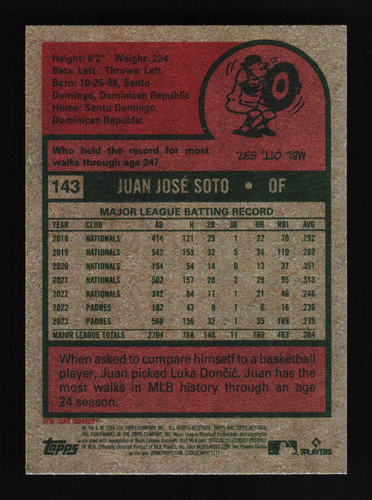 Height: 6'2" Weight: 224
Bats: Left Throws: Left
Born: 10-25-98, Santo
Domingo, Dominican Republic
Home: Santo Domingo,
Dominican Republic
Who held the record for most
walks through age 24?
MEL OTT, 537.
143 JUAN JOSÉ SOTO • OF
MAJOR LEAGUE BATTING RECORD
YEAR CLUB AB H 2B 3B HR RBI AVG
2018 NATIONALS 414 121 25 1 22 70 .292
2019 NATIONALS 542 153 32 5 34 110 .282
2020 NATIONALS 154 54 14 0 13 37 .351
2021 NATIONALS 502 157 20 2 29 95 .313
2022 NATIONALS 342 84 17 1 21 46 .246
2022 PADRES 182 43 8 1 6 16 .236
2023 PADRES 568 156 32 1 35 109 .275
MAJOR LEAGUE TOTALS 2704 768 148 11 160 483 .284
When asked to compare himself to a basketball
player, Juan picked Luka Dončić. Juan has the
most walks in MLB history through an age
24 season.
NEW YORK YANKEES®
topps
PLAYERS